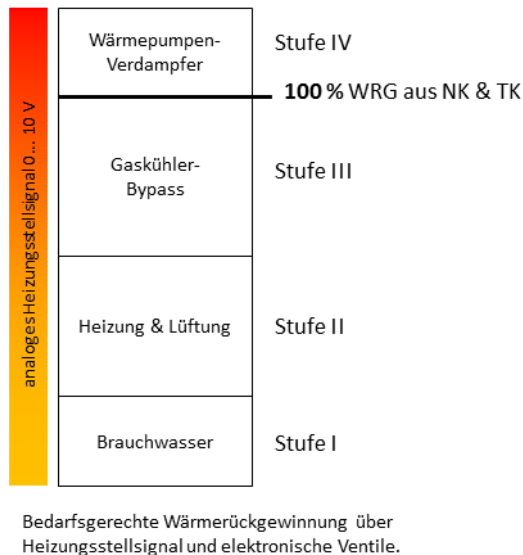 Wärmepumpen-
Verdampfer
Stufe IV
100 % WRG aus NK & TK
Gaskühler-
Bypass
Stufe III
analoges Heizungsstellsignal 0 ... 10 V
Heizung & Lüftung
Stufe II
Brauchwasser
Stufe I
Bedarfsgerechte Wärmerückgewinnung über
Heizungsstellsignal und elektronische Ventile.